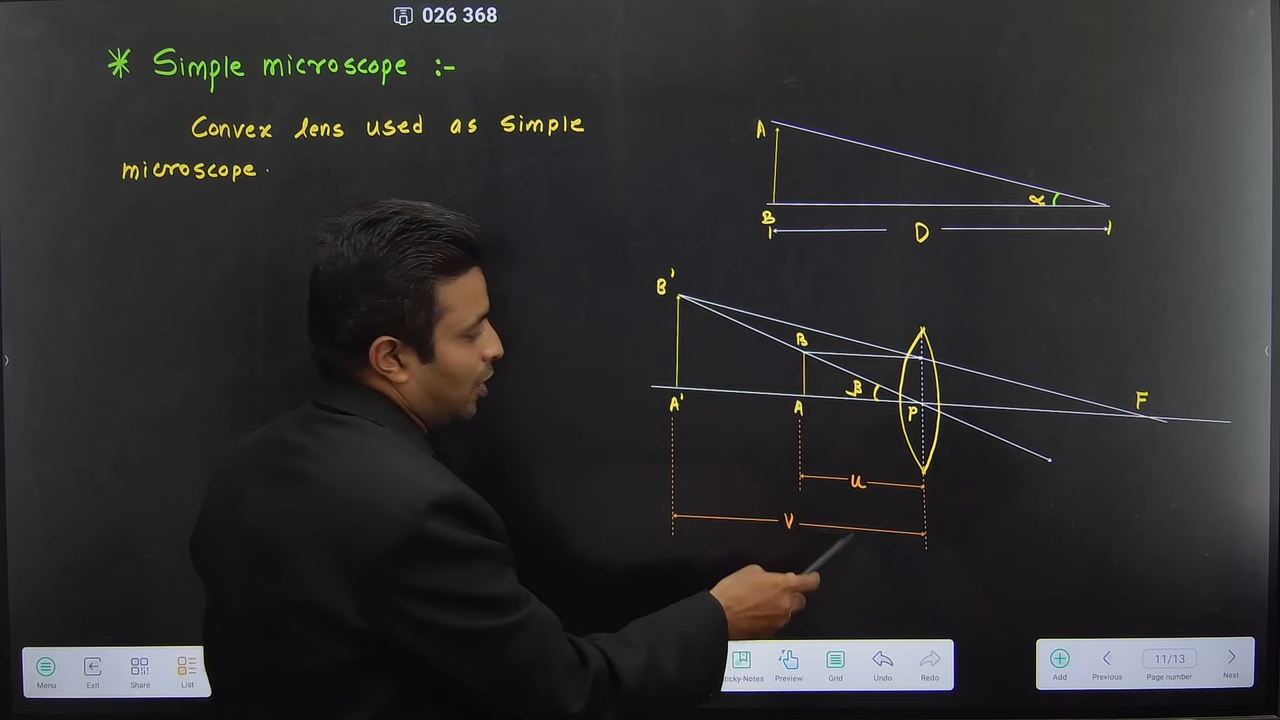 026 368
* Simple microscope :-
Convex lens used as simple
microscope.
A
α
B
D
B'
B
β
F
A'
A
P
u
v
Menu
Exit
Share
List
Sticky-Notes
Preview
Grid
Undo
Redo
Add
Previous
11/13
Page number
Next